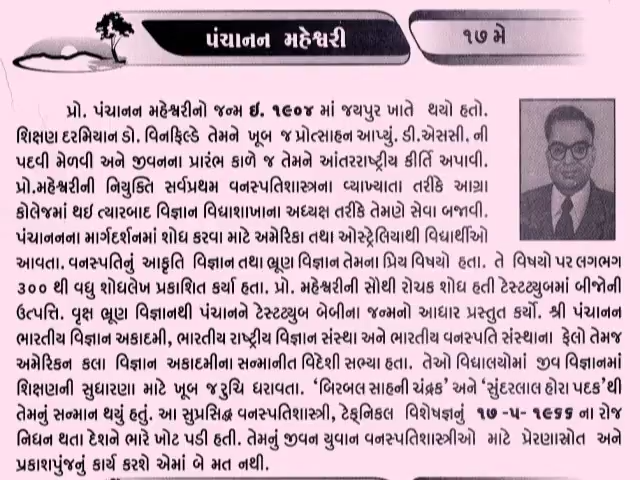 પંચાનન મહેશ્વરી
૧૭ મે
પ્રો. પંચાનન મહેશ્વરીનો જન્મ ઇ. ૧૯૦૪ માં જયપુર ખાતે થયો હતો.
શિક્ષણ દરમિયાન ડો. વિનફિલ્ડે તેમને ખૂબ જ પ્રોત્સાહન આપ્યું. ડી.એસસી. ની
પદવી મેળવી અને જીવનના પ્રારંભ કાળે જ તેમને આંતરરાષ્ટ્રીય કીર્તિ અપાવી.
પ્રો.મહેશ્વરીની નિયુક્તિ સર્વપ્રથમ વનસ્પતિશાસ્ત્રના વ્યાખ્યાતા તરીકે આગ્રા
કોલેજમાં થઇ ત્યારબાદ વિજ્ઞાન વિદ્યાશાખાના અધ્યક્ષ તરીકે તેમણે સેવા બજાવી.
પંચાનનના માર્ગદર્શનમાં શોધ કરવા માટે અમેરિકા તથા ઓસ્ટ્રેલિયાથી વિદ્યાર્થીઓ
આવતા. વનસ્પતિનું આકૃતિ વિજ્ઞાન તથા ભ્રૂણ વિજ્ઞાન તેમના પ્રિય વિષયો હતા. તે વિષયો પર લગભગ
૩૦૦ થી વધુ શોધલેખ પ્રકાશિત કર્યા હતા. પ્રો. મહેશ્વરીની સૌથી રોચક શોધ હતી ટેસ્ટટ્યુબમાં બીજોની
ઉત્પત્તિ. વૃક્ષ ભ્રૂણ વિજ્ઞાનથી પંચાનને ટેસ્ટટ્યુબ બેબીના જન્મનો આધાર પ્રસ્તુત કર્યો. શ્રી પંચાનન
ભારતીય વિજ્ઞાન અકાદમી, ભારતીય રાષ્ટ્રીય વિજ્ઞાન સંસ્થા અને ભારતીય વનસ્પતિ સંસ્થાના ફેલો તેમજ
અમેરિકન કલા વિજ્ઞાન અકાદમીના સન્માનીત વિદેશી સભ્યા હતા. તેઓ વિદ્યાલયોમાં જીવ વિજ્ઞાનમાં
શિક્ષણની સુધારણા માટે ખૂબ જ રુચિ ધરાવતા. ‘બિરબલ સાહની ચંદ્રક’ અને ‘સુંદરલાલ હોરા પદક’થી
તેમનું સન્માન થયું હતું. આ સુપ્રસિદ્ધ વનસ્પતિશાસ્ત્રી, ટેક્નિકલ વિશેષજ્ઞનું ૧૭ -૫- ૧૯૬૬ ના રોજ
નિધન થતા દેશને ભારે ખોટ પડી હતી. તેમનું જીવન યુવાન વનસ્પતિશાસ્ત્રીઓ માટે પ્રેરણાસ્રોત અને
પ્રકાશપુંજનું કાર્ય કરશે એમાં બે મત નથી.